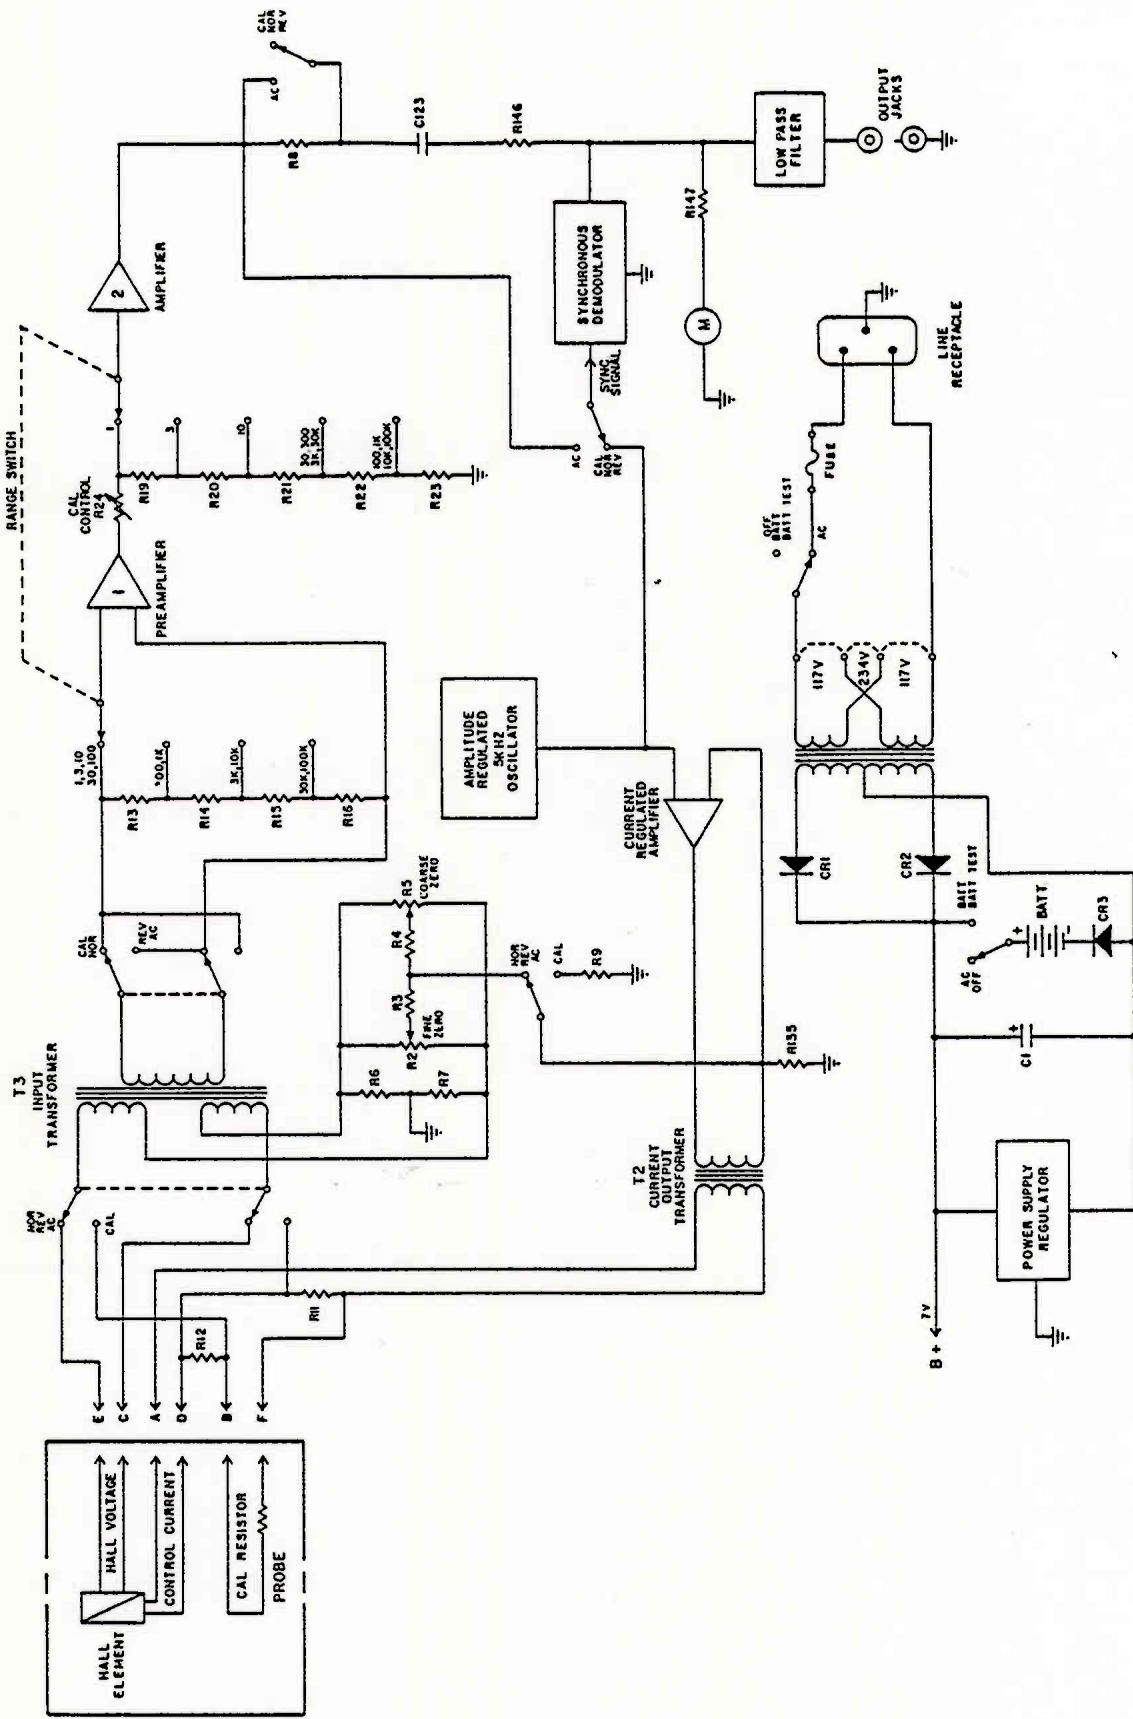 HALL
ELEMENT
HALL VOLTAGE
CONTROL CURRENT
CAL RESISTOR
PROBE
E
C
A
D
B
F
NOR
REV
AC
CAL
R12
R11
T3
INPUT
TRANSFORMER
CAL
NOR
REV
AC
R6
R7
R2
FINE
ZERO
R3
R4
R5
COARSE
ZERO
NOR
REV
AC
CAL
R9
R135
T2
CURRENT
OUTPUT
TRANSFORMER
1,3,10
30,100
300,1K
3K,10K
30K,100K
R13
R14
R15
R16
RANGE SWITCH
1
PREAMPLIFIER
CAL
CONTROL
R24
R19
R20
R21
R22
R23
1
3
10
30,300
3K,30K
100,1K
10K,100K
2
AMPLIFIER
AMPLITUDE
REGULATED
5KHZ
OSCILLATOR
CURRENT
REGULATED
AMPLIFIER
AC
CAL
NOR
REV
R8
C123
R146
AC
CAL
NOR
REV
SYNC
SIGNAL
SYNCHRONOUS
DEMODULATOR
M
R147
LOW PASS
FILTER
OUTPUT
JACKS
B+
7V
POWER SUPPLY
REGULATOR
C1
AC
OFF
BATT
BATT TEST
+
BATT
-
CR3
CR1
CR2
117V
234V
117V
OFF
BATT
BATT TEST
AC
FUSE
LINE
RECEPTACLE